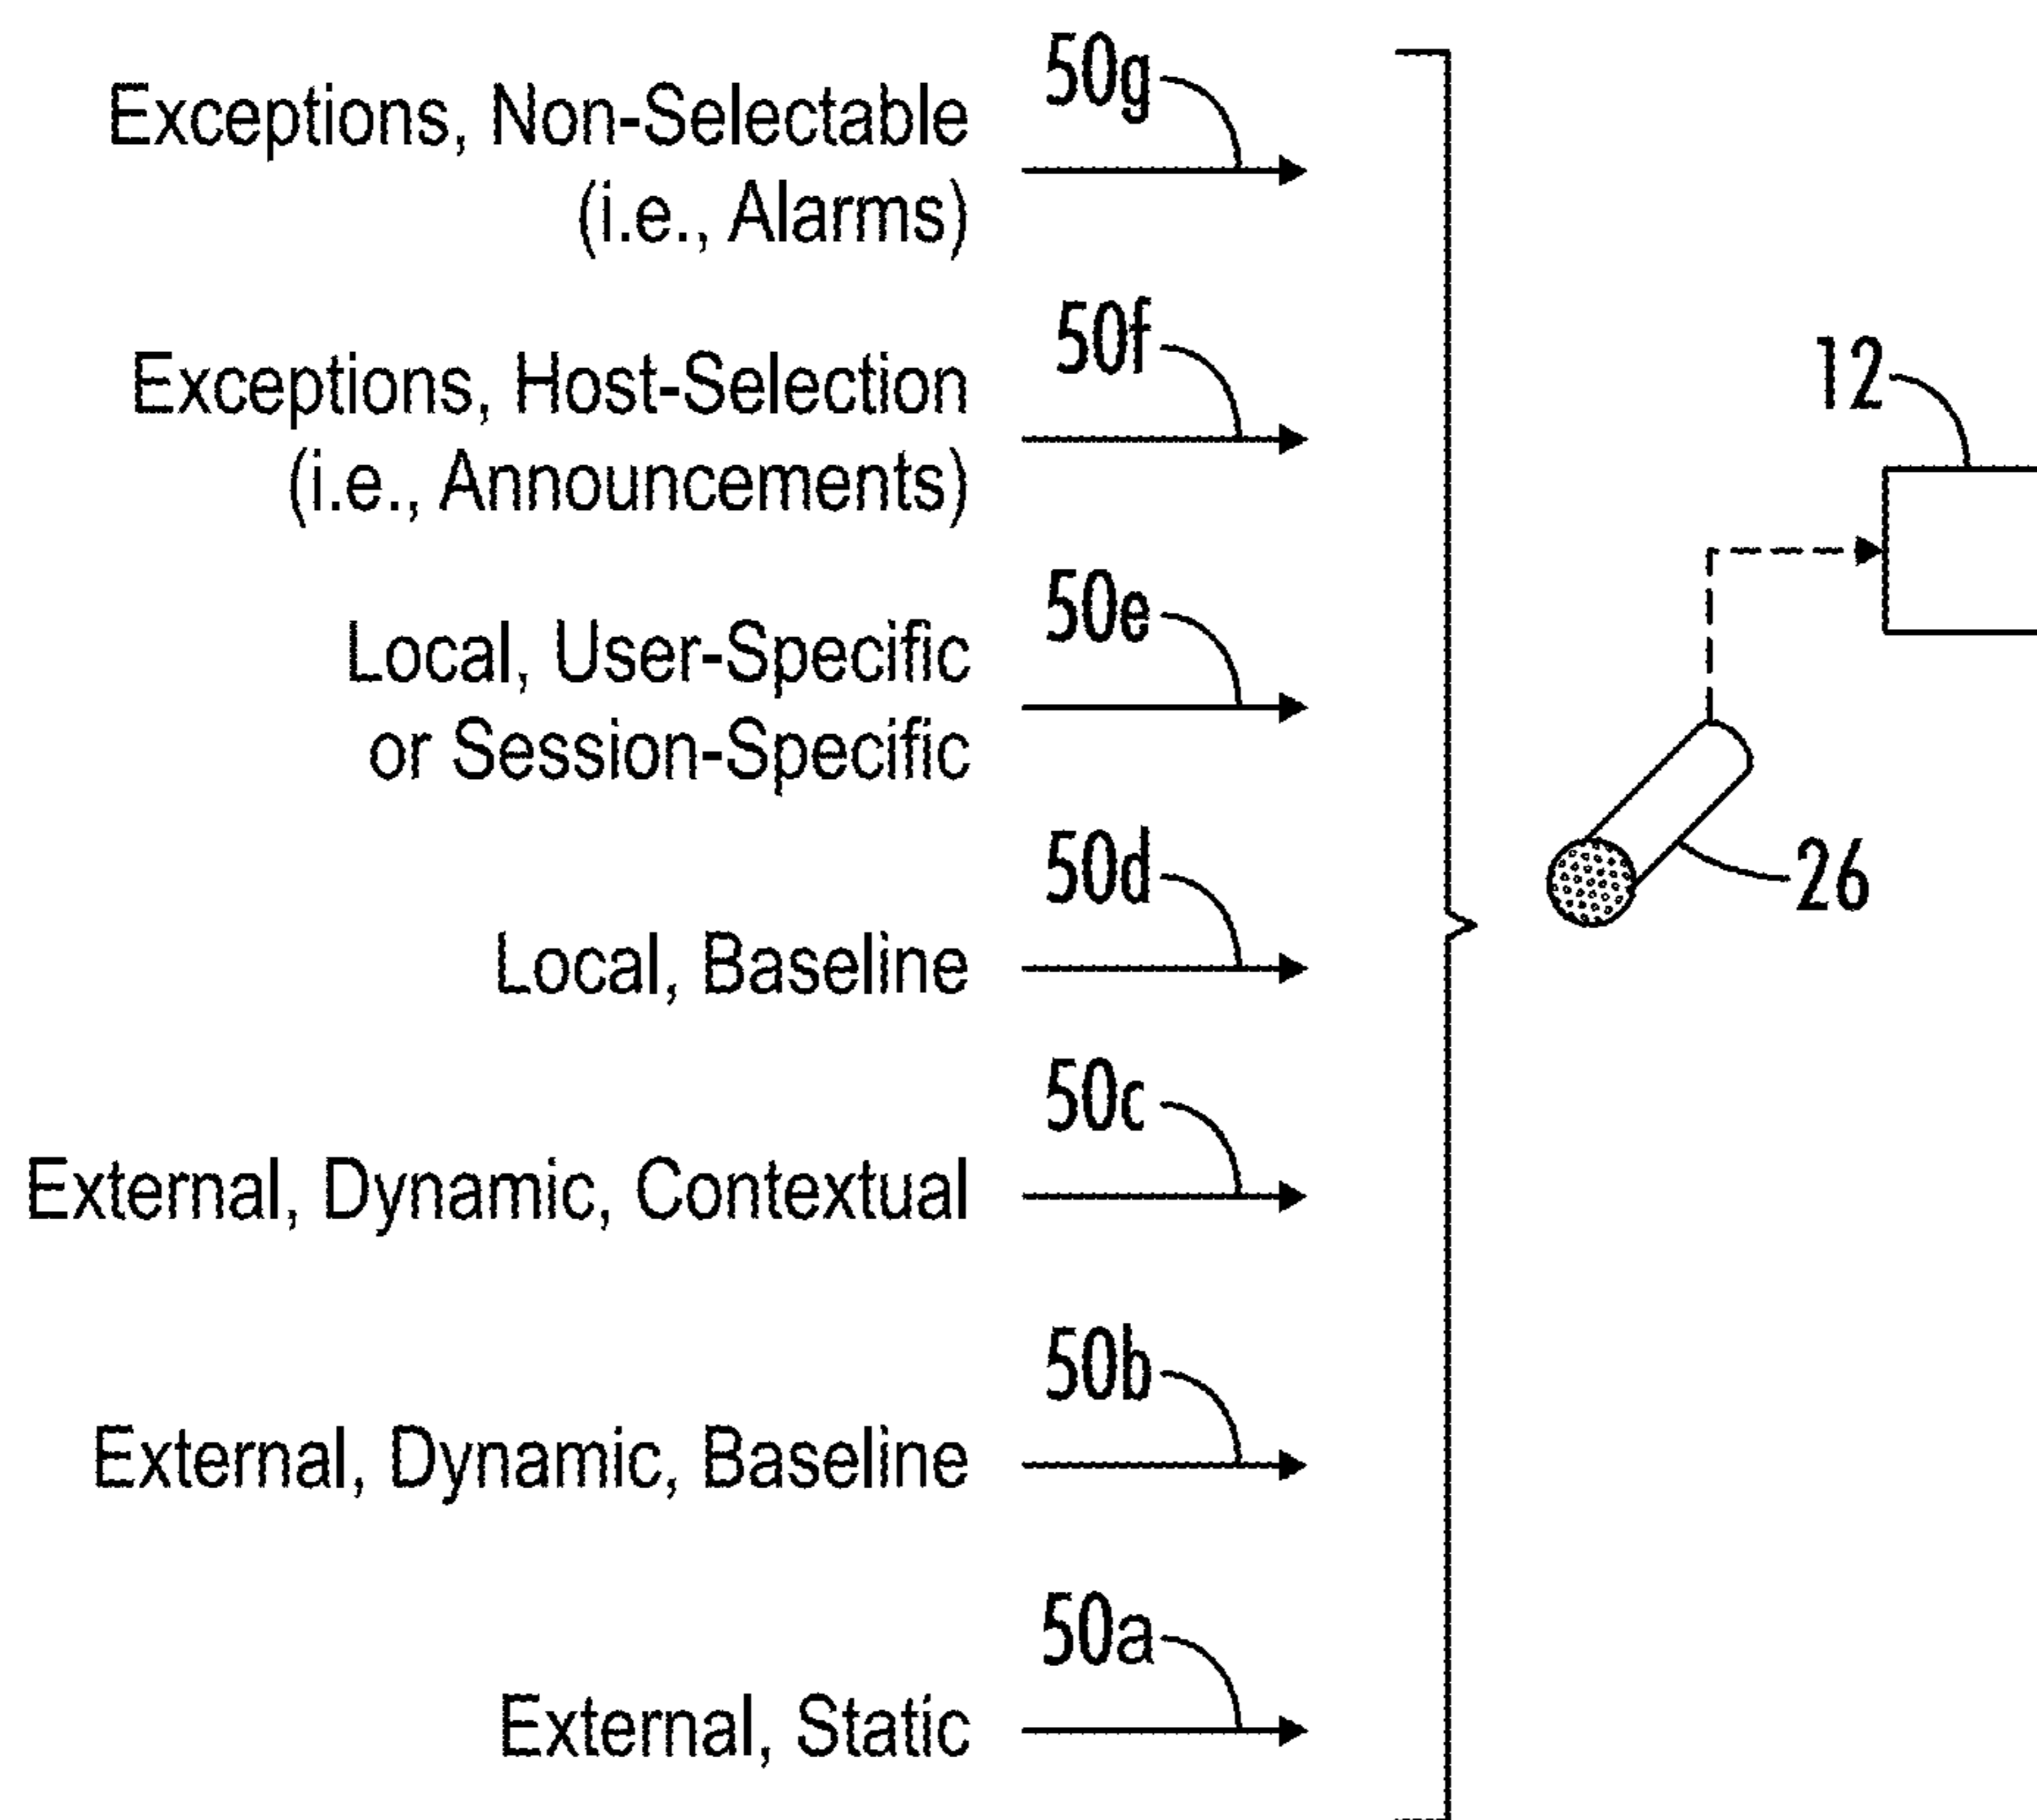 50g
Exceptions, Non-Selectable
(i.e., Alarms)
50f
Exceptions, Host-Selection
(i.e., Announcements)
12
50e
Local, User-Specific
or Session-Specific
50d
26
Local, Baseline
50c
External, Dynamic, Contextual
50b
External, Dynamic, Baseline
50a
External, Static